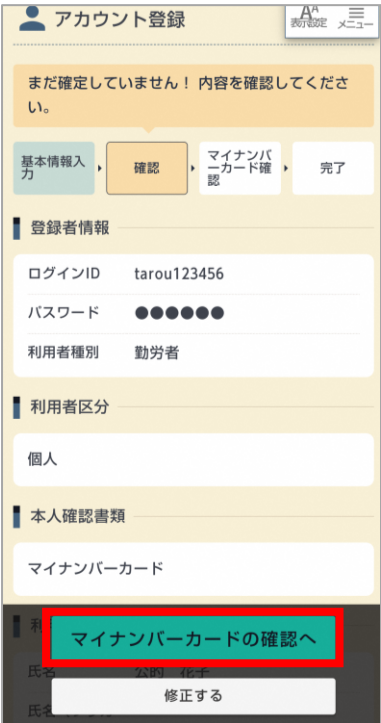 アカウント登録
表示設定 メニュー
まだ確定していません！ 内容を確認してくださ
い。
基本情報入
力
確認
マイナンバ
ーカード確
認
完了
登録者情報
ログインID tarou123456
パスワード ●●●●●●
利用者種別 勤労者
利用者区分
個人
本人確認書類
マイナンバーカード
マイナンバーカードの確認へ
氏名 公的 花子
修正する